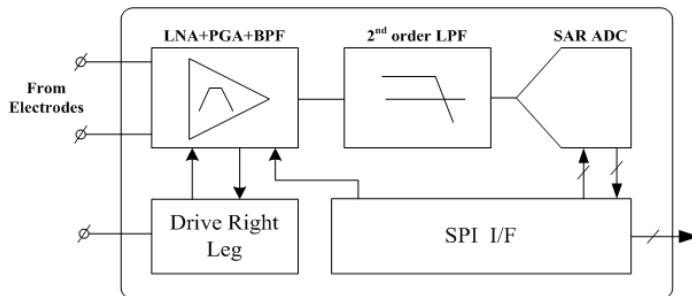 LNA+PGA+BPF
2nd order LPF
SAR ADC
From
Electrodes
Drive Right
Leg
SPI I/F